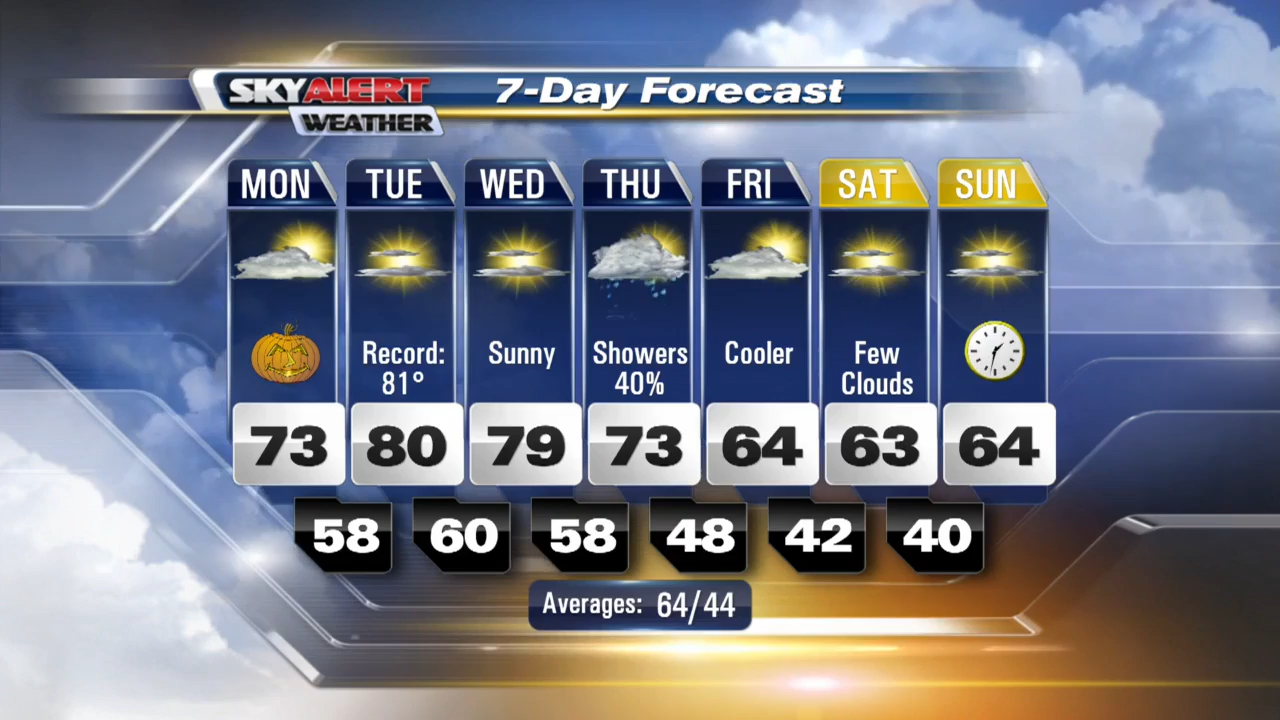 SKYALERT
WEATHER
7-Day Forecast
MON TUE WED THU FRI SAT SUN
Record: Sunny Showers Cooler Few
81° 40% Clouds
73 80 79 73 64 63 64
58 60 58 48 42 40
Averages: 64/44